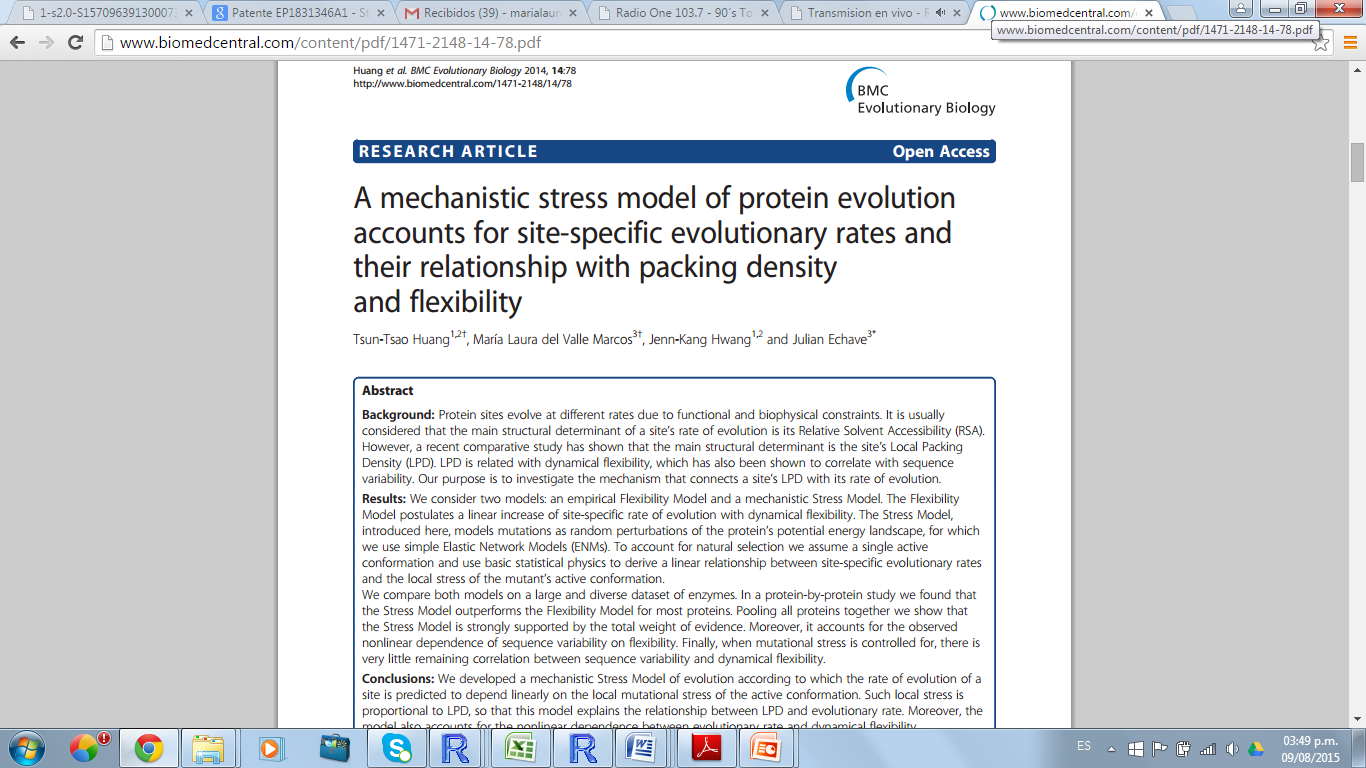 1-s2.0-S15709639130007
Patente EP1831346A1 - St
Recibidos (39) - marialaur
Radio One 103.7 - 90´s To
Transmision en vivo - R
www.biomedcentral.com/
www.biomedcentral.com/content/pdf/1471-2148-14-78.pdf
www.biomedcentral.com/content/pdf/1471-2148-14-78.pdf
Huang et al. BMC Evolutionary Biology 2014, 14:78
http://www.biomedcentral.com/1471-2148/14/78
BMC
Evolutionary Biology
RESEARCH ARTICLE
Open Access
A mechanistic stress model of protein evolution
accounts for site-specific evolutionary rates and
their relationship with packing density
and flexibility
Tsun-Tsao Huang1,2†, María Laura del Valle Marcos3†, Jenn-Kang Hwang1,2 and Julian Echave3*
Abstract
Background: Protein sites evolve at different rates due to functional and biophysical constraints. It is usually
considered that the main structural determinant of a site's rate of evolution is its Relative Solvent Accessibility (RSA).
However, a recent comparative study has shown that the main structural determinant is the site's Local Packing
Density (LPD). LPD is related with dynamical flexibility, which has also been shown to correlate with sequence
variability. Our purpose is to investigate the mechanism that connects a site's LPD with its rate of evolution.
Results: We consider two models: an empirical Flexibility Model and a mechanistic Stress Model. The Flexibility
Model postulates a linear increase of site-specific rate of evolution with dynamical flexibility. The Stress Model,
introduced here, models mutations as random perturbations of the protein's potential energy landscape, for which
we use simple Elastic Network Models (ENMs). To account for natural selection we assume a single active
conformation and use basic statistical physics to derive a linear relationship between site-specific evolutionary rates
and the local stress of the mutant's active conformation.
We compare both models on a large and diverse dataset of enzymes. In a protein-by-protein study we found that
the Stress Model outperforms the Flexibility Model for most proteins. Pooling all proteins together we show that
the Stress Model is strongly supported by the total weight of evidence. Moreover, it accounts for the observed
nonlinear dependence of sequence variability on flexibility. Finally, when mutational stress is controlled for, there is
very little remaining correlation between sequence variability and dynamical flexibility.
Conclusions: We developed a mechanistic Stress Model of evolution according to which the rate of evolution of a
site is predicted to depend linearly on the local mutational stress of the active conformation. Such local stress is
proportional to LPD, so that this model explains the relationship between LPD and evolutionary rate. Moreover, the
model also accounts for the nonlinear dependence between evolutionary rate and dynamical flexibility.
ES
03:49 p.m.
09/08/2015